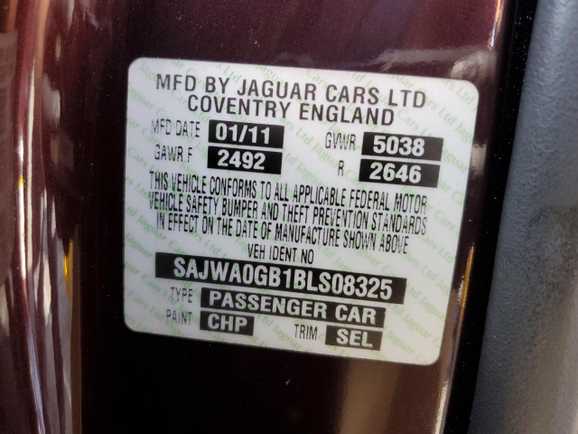 MFD BY JAGUAR CARS LTD
COVENTRY ENGLAND
MFD DATE 01/11 GVWR 5038
GAWR F 2492 R 2646
THIS VEHICLE CONFORMS TO ALL APPLICABLE FEDERAL MOTOR
VEHICLE SAFETY BUMPER AND THEFT PREVENTION STANDARDS
IN EFFECT ON THE DATE OF MANUFACTURE SHOWN ABOVE
VEH IDENT NO
SAJWA0GB1BLS08325
TYPE PASSENGER CAR
PAINT CHP TRIM SEL